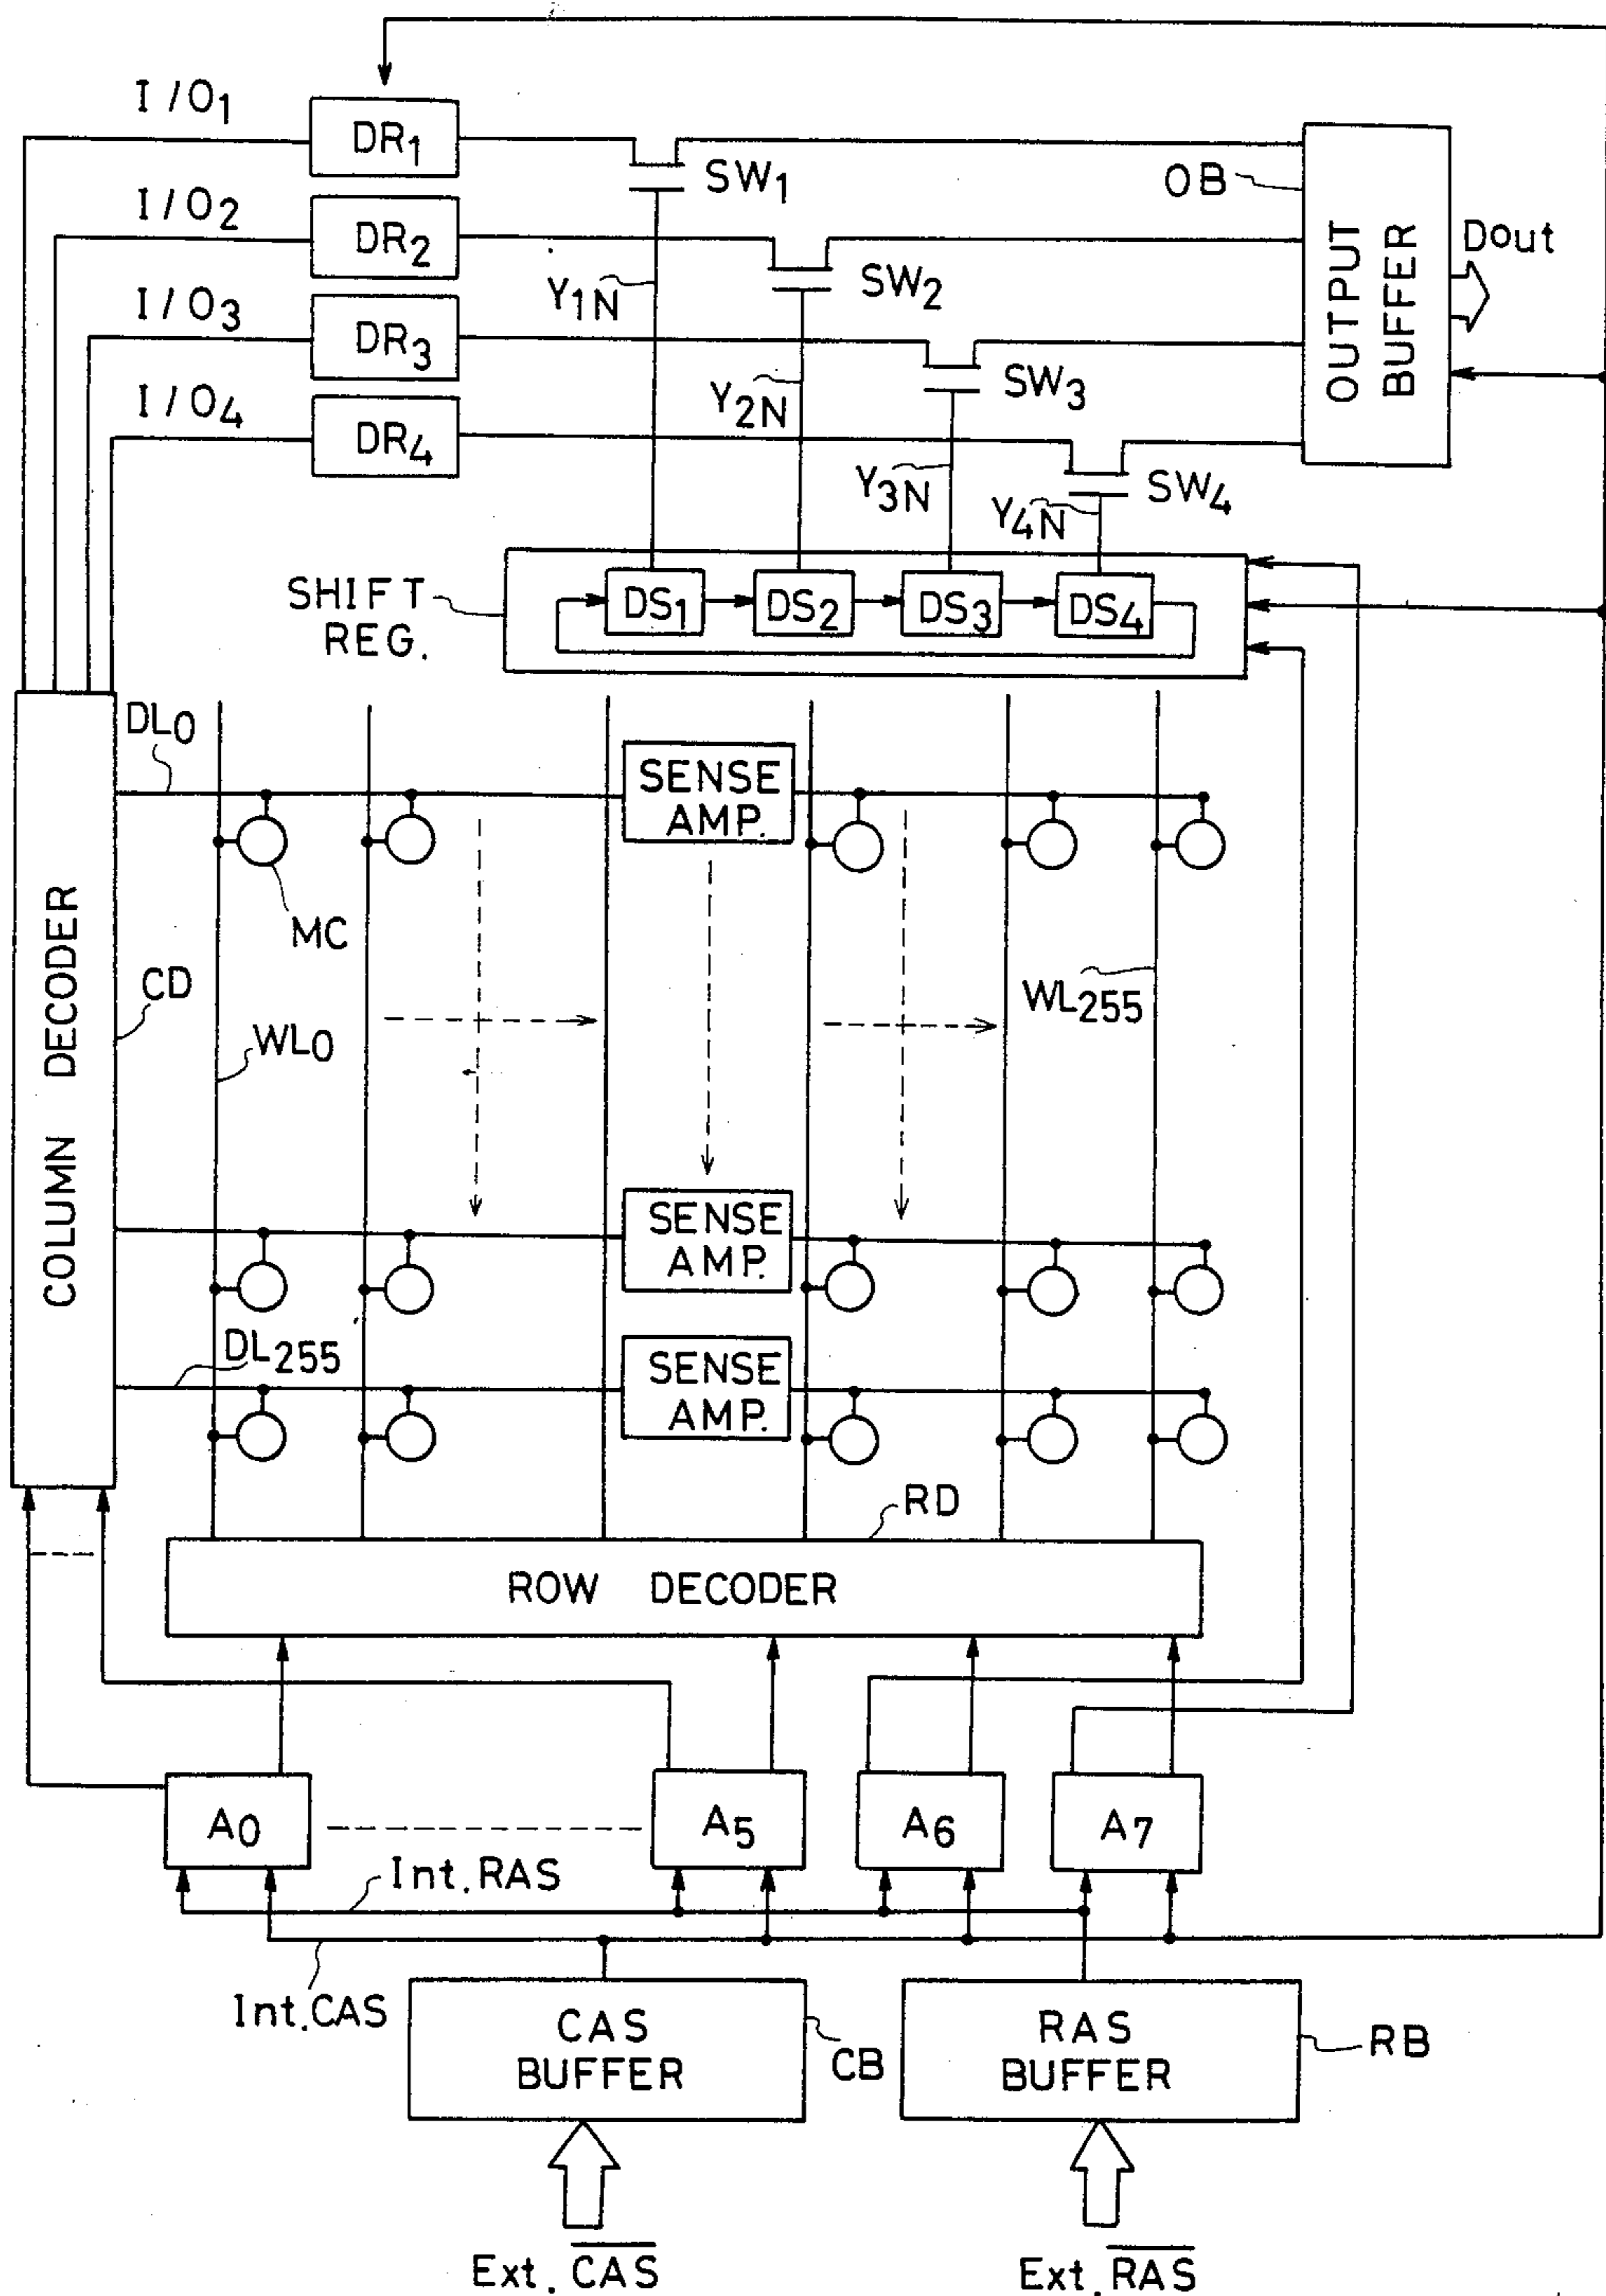 I/O1
DR1
SW1
OB
I/O2
DR2
Y1N
SW2
OUTPUT
BUFFER
Dout
I/O3
DR3
Y2N
SW3
I/O4
DR4
Y3N
Y4N
SW4
SHIFT
REG.
DS1
DS2
DS3
DS4
DL0
SENSE
AMP.
MC
COLUMN DECODER
CD
WL0
WL255
SENSE
AMP.
DL255
SENSE
AMP.
RD
ROW DECODER
A0
A5
A6
A7
Int.RAS
Int.CAS
CAS
BUFFER
CB
RAS
BUFFER
RB
Ext. CAS
Ext. RAS